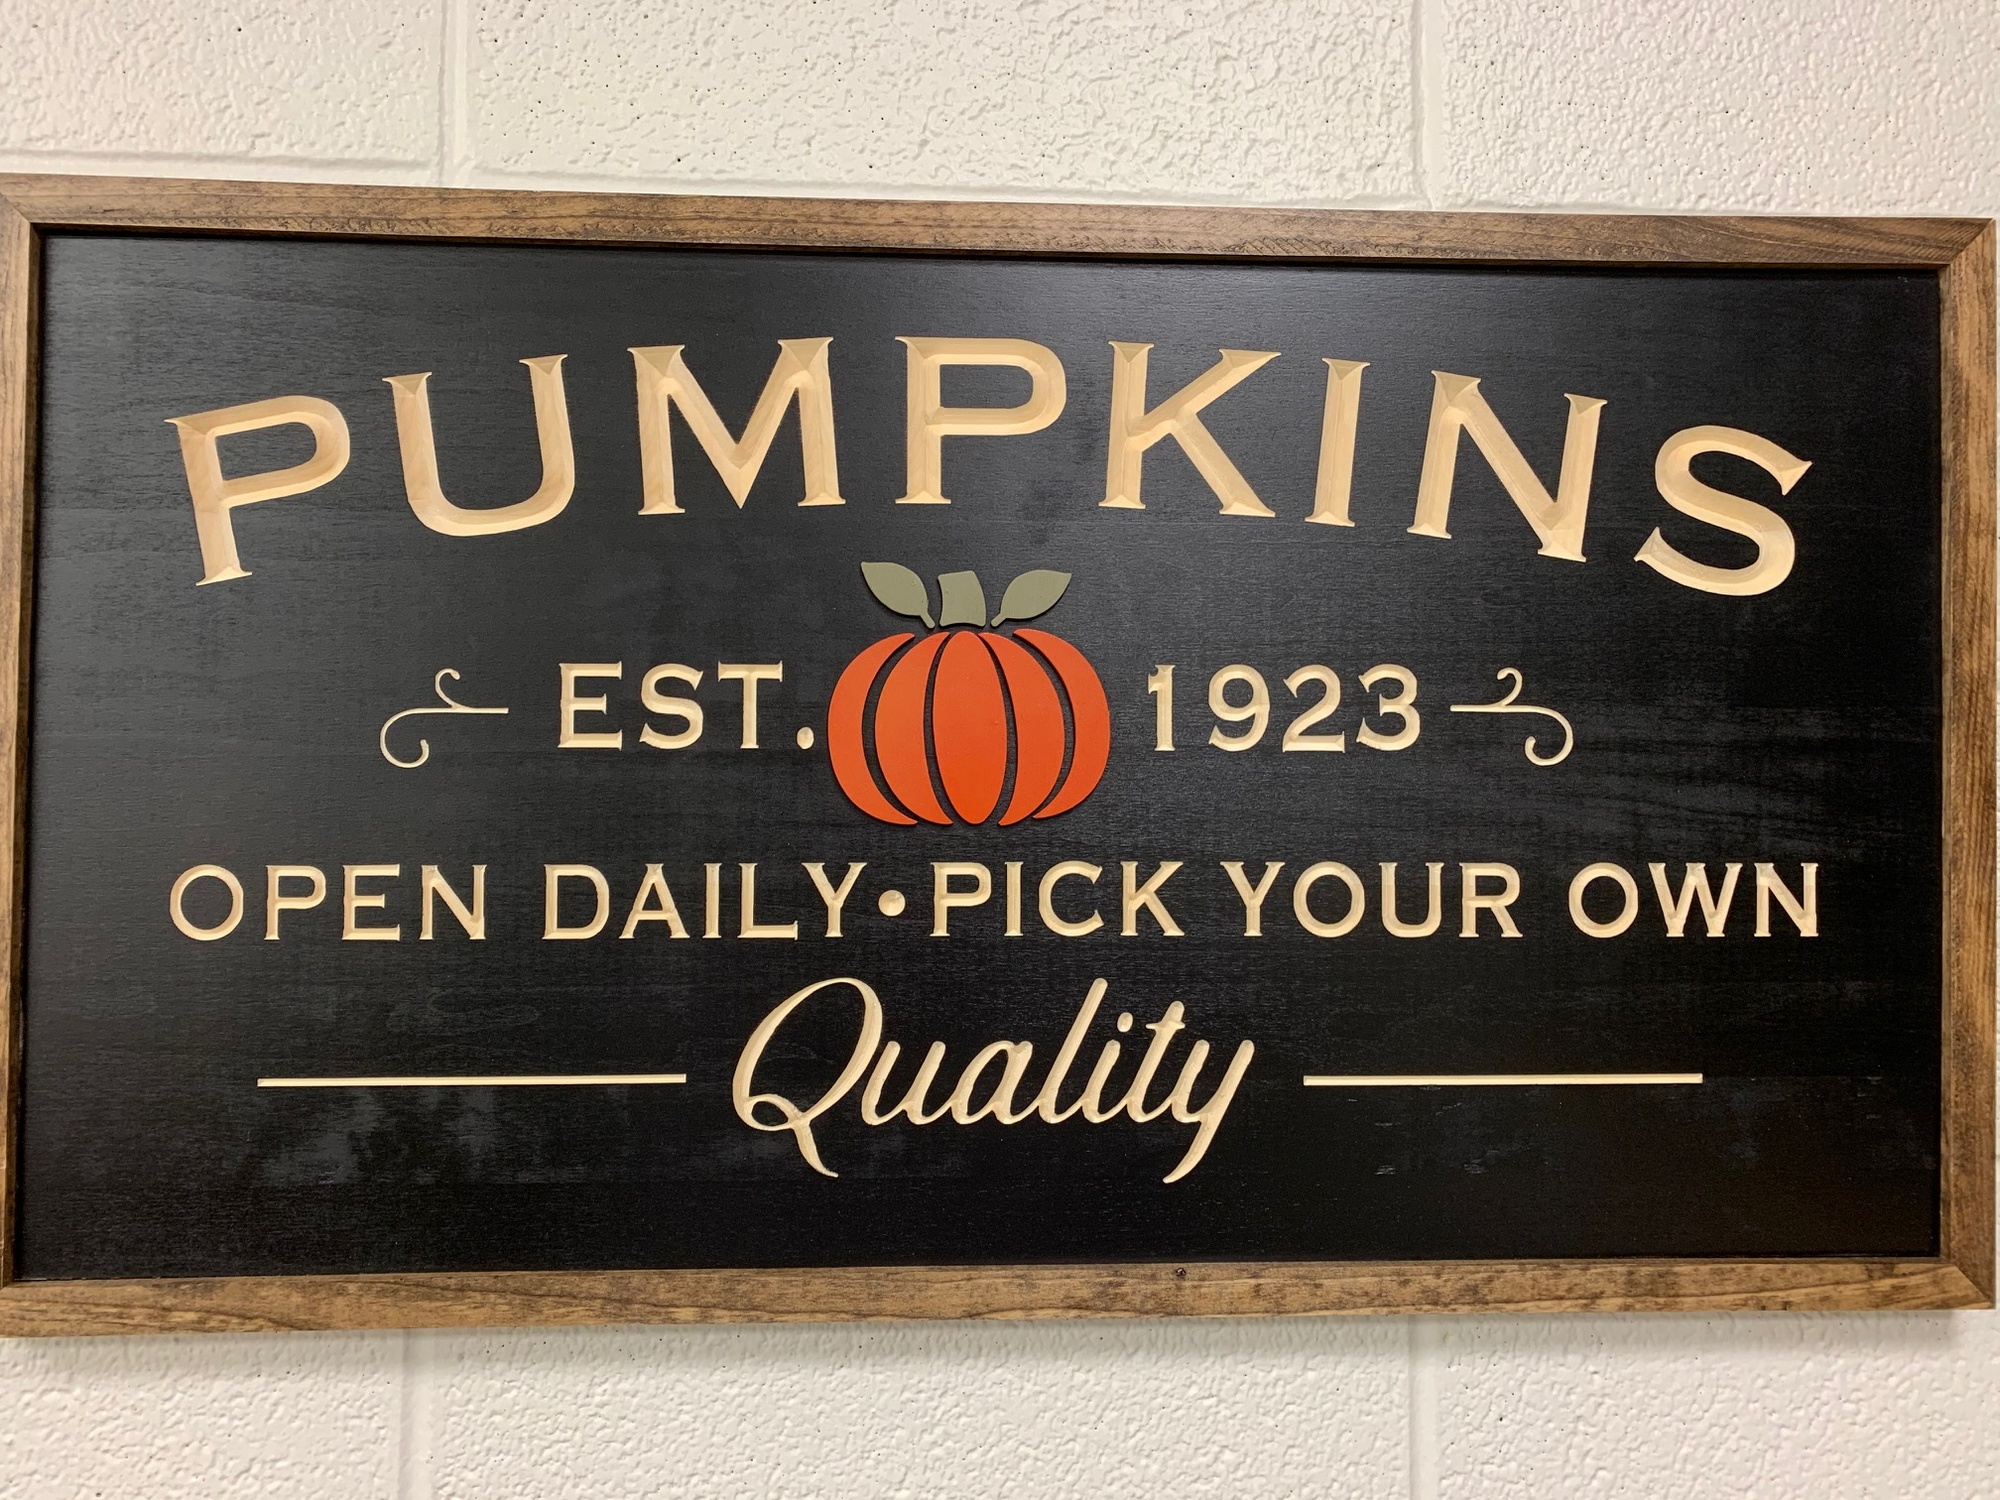 PUMPKINS
EST. 1923
OPEN DAILY•PICK YOUR OWN
Quality